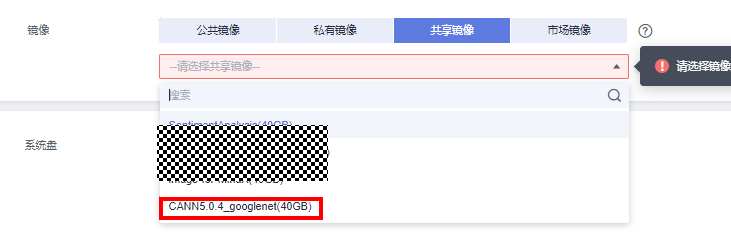 镜像
公共镜像
私有镜像
共享镜像
市场镜像
?
--请选择共享镜像--
请选择镜像
搜索
CANN5.0.4_googlenet(40GB)
系统盘